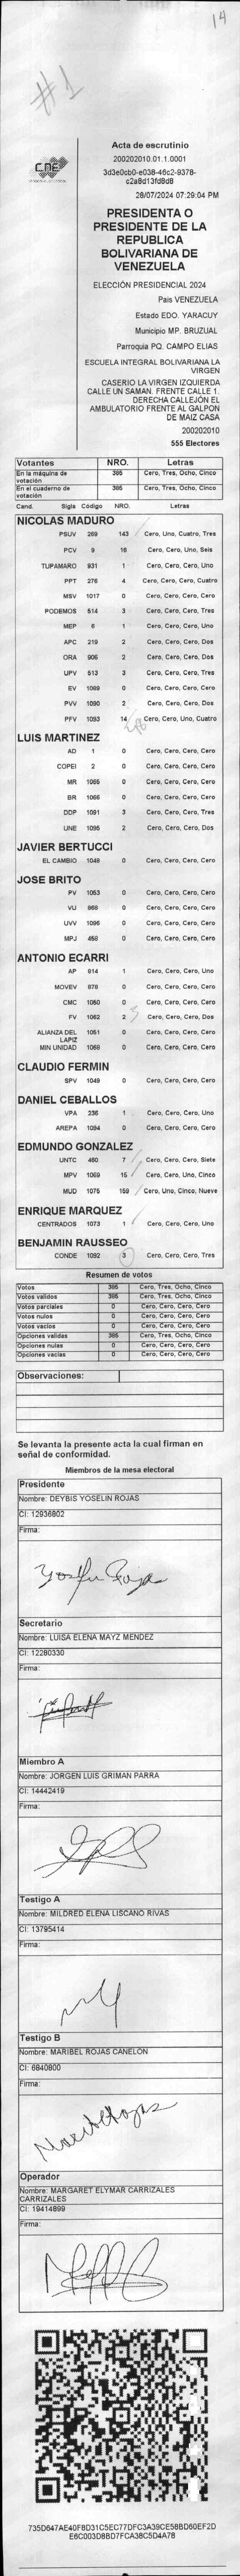 14
#1
CNE
Acta de escrutinio
200202010.01.1.0001
3d3e0cb0-e038-46c2-9378-
c2a8d13fd8d8
28/07/2024 07:29:04 PM
PRESIDENTA O
PRESIDENTE DE LA
REPUBLICA
BOLIVARIANA DE
VENEZUELA
ELECCIÓN PRESIDENCIAL 2024
Pais VENEZUELA
Estado EDO. YARACUY
Municipio MP. BRUZUAL
Parroquia PQ. CAMPO ELIAS
ESCUELA INTEGRAL BOLIVARIANA LA
VIRGEN
CASERIO LA VIRGEN IZQUIERDA
CALLE UN SAMAN. FRENTE CALLE 1.
DERECHA CALLEJÓN EL
AMBULATORIO FRENTE AL GALPON
DE MAIZ CASA
200202010
555 Electores
Votantes NRO. Letras
En la máquina de votación 385 Cero, Tres, Ocho, Cinco
En el cuaderno de votación 385 Cero, Tres, Ocho, Cinco
Cand. Sigla Código NRO. Letras
NICOLAS MADURO
PSUV 269 143 Cero, Uno, Cuatro, Tres
PCV 9 16 Cero, Cero, Uno, Seis
TUPAMARO 931 1 Cero, Cero, Cero, Uno
PPT 276 4 Cero, Cero, Cero, Cuatro
MSV 1017 0 Cero, Cero, Cero, Cero
PODEMOS 514 3 Cero, Cero, Cero, Tres
MEP 6 1 Cero, Cero, Cero, Uno
APC 219 2 Cero, Cero, Cero, Dos
ORA 906 2 Cero, Cero, Cero, Dos
UPV 513 3 Cero, Cero, Cero, Tres
EV 1089 0 Cero, Cero, Cero, Cero
PVV 1090 2 Cero, Cero, Cero, Dos
PFV 1093 14 Cero, Cero, Uno, Cuatro
LUIS MARTINEZ
AD 1 0 Cero, Cero, Cero, Cero
COPEI 2 0 Cero, Cero, Cero, Cero
MR 1065 0 Cero, Cero, Cero, Cero
BR 1066 0 Cero, Cero, Cero, Cero
DDP 1091 3 Cero, Cero, Cero, Tres
UNE 1095 2 Cero, Cero, Cero, Dos
JAVIER BERTUCCI
EL CAMBIO 1048 0 Cero, Cero, Cero, Cero
JOSE BRITO
PV 1053 0 Cero, Cero, Cero, Cero
VU 868 0 Cero, Cero, Cero, Cero
UVV 1096 0 Cero, Cero, Cero, Cero
MPJ 458 0 Cero, Cero, Cero, Cero
ANTONIO ECARRI
AP 814 1 Cero, Cero, Cero, Uno
MOVEV 878 0 Cero, Cero, Cero, Cero
CMC 1050 0 Cero, Cero, Cero, Cero
FV 1062 2 3 Cero, Cero, Cero, Dos
ALIANZA DEL LAPIZ 1051 0 Cero, Cero, Cero, Cero
MIN UNIDAD 1068 0 Cero, Cero, Cero, Cero
CLAUDIO FERMIN
SPV 1049 0 Cero, Cero, Cero, Cero
DANIEL CEBALLOS
VPA 236 1 Cero, Cero, Cero, Uno
AREPA 1094 0 Cero, Cero, Cero, Cero
EDMUNDO GONZALEZ
UNTC 460 7 Cero, Cero, Cero, Siete
MPV 1069 15 Cero, Cero, Uno, Cinco
MUD 1075 159 Cero, Uno, Cinco, Nueve
ENRIQUE MARQUEZ
CENTRADOS 1073 1 Cero, Cero, Cero, Uno
BENJAMIN RAUSSEO
CONDE 1092 3 Cero, Cero, Cero, Tres
Resumen de votos
Votos 385 Cero, Tres, Ocho, Cinco
Votos validos 385 Cero, Tres, Ocho, Cinco
Votos parciales 0 Cero, Cero, Cero, Cero
Votos nulos 0 Cero, Cero, Cero, Cero
Votos vacios 0 Cero, Cero, Cero, Cero
Opciones validas 385 Cero, Tres, Ocho, Cinco
Opciones nulas 0 Cero, Cero, Cero, Cero
Opciones vacias 0 Cero, Cero, Cero, Cero
Observaciones:
Se levanta la presente acta la cual firman en
señal de conformidad.
Miembros de la mesa electoral
Presidente
Nombre: DEYBIS YOSELIN ROJAS
CI: 12936802
Firma:
Secretario
Nombre: LUISA ELENA MAYZ MENDEZ
CI: 12280330
Firma:
Miembro A
Nombre: JORGEN LUIS GRIMAN PARRA
CI: 14442419
Firma:
Testigo A
Nombre: MILDRED ELENA LISCANO RIVAS
CI: 13795414
Firma:
Testigo B
Nombre: MARIBEL ROJAS CANELON
CI: 6840800
Firma:
Operador
Nombre: MARGARET ELYMAR CARRIZALES
CARRIZALES
CI: 19414899
Firma:
735D647AE40F8D31C5EC77DFC3A39CE58BD60EF2D
E6C003D8BD7FCA38C5D4A78